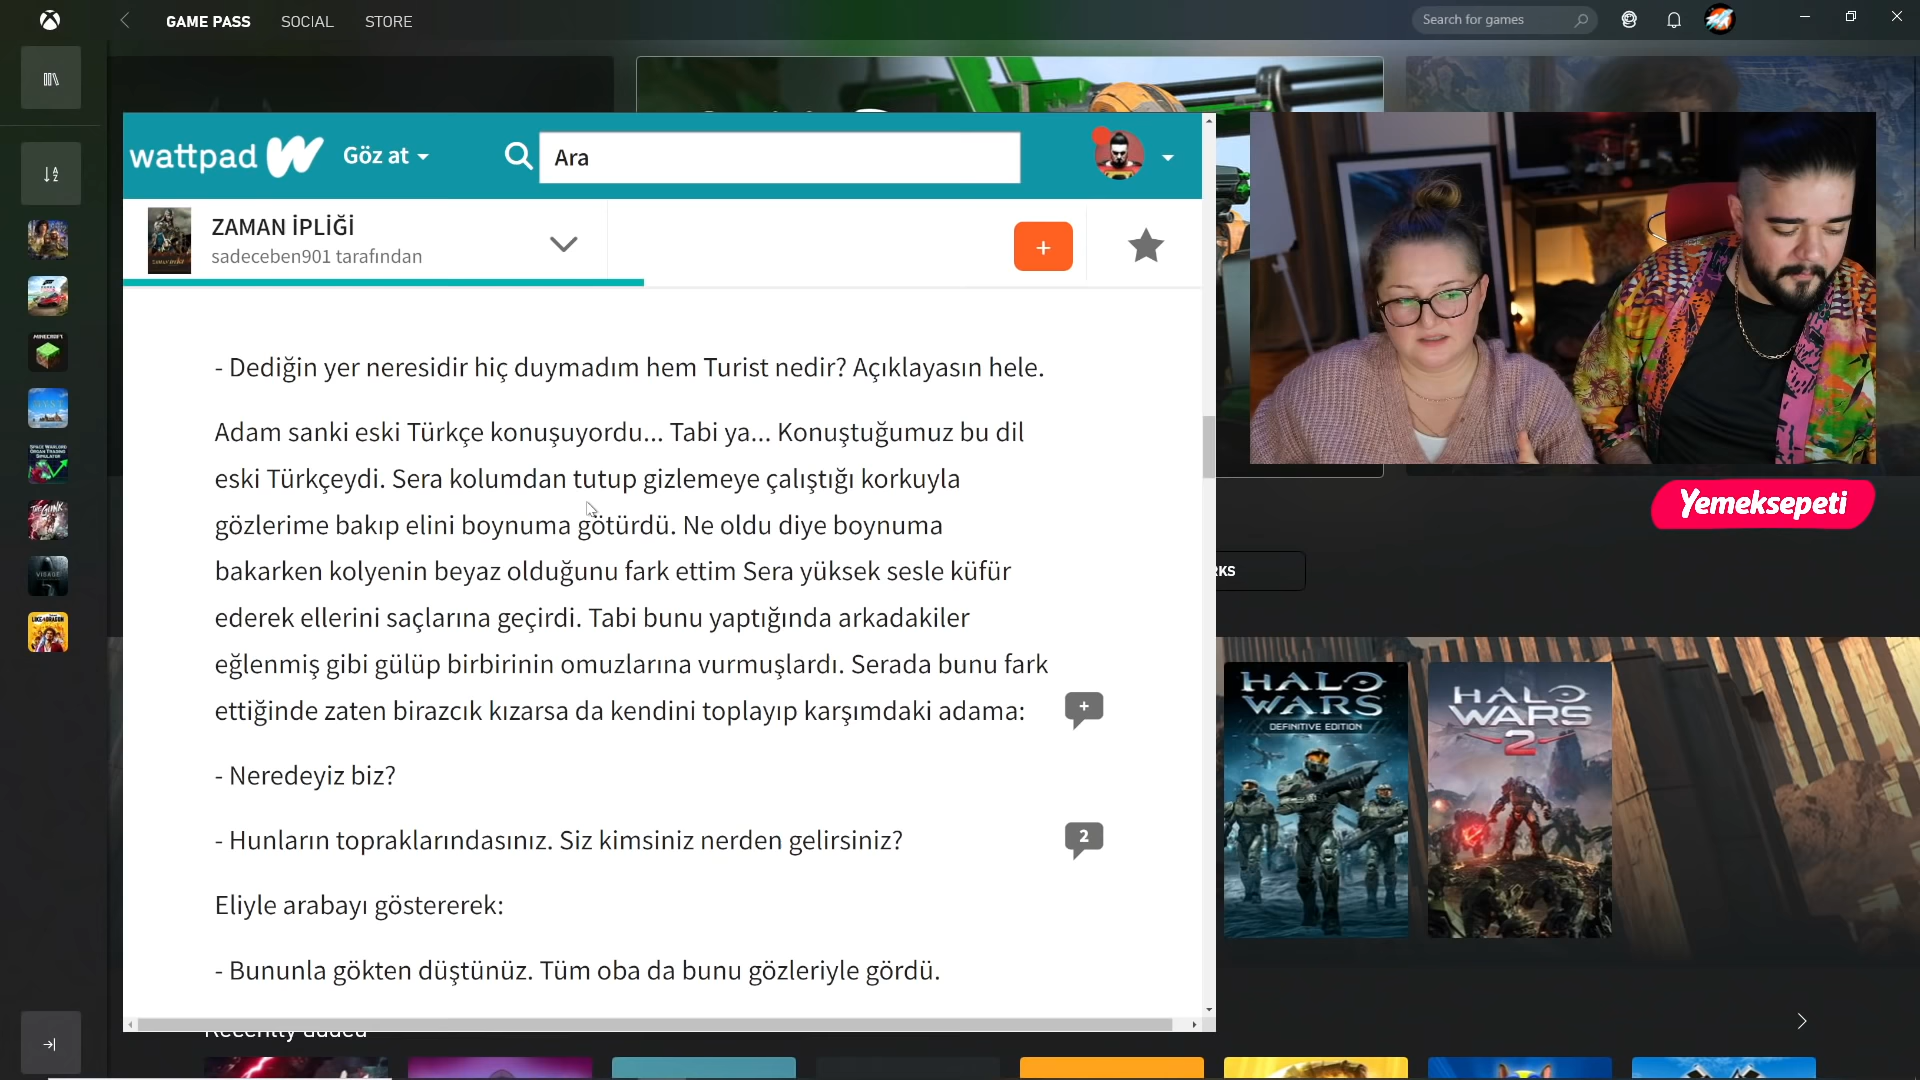 GAME PASS
SOCIAL
STORE
Search for games
wattpad
Göz at
Ara
ZAMAN İPLİĞİ
sadeceben901 tarafından
+
- Dediğin yer neresidir hiç duymadım hem Turist nedir? Açıklayasın hele.
Adam sanki eski Türkçe konuşuyordu... Tabi ya... Konuştuğumuz bu dil
eski Türkçeydi. Sera kolumdan tutup gizlemeye çalıştığı korkuyla
gözlerime bakıp elini boynuma götürdü. Ne oldu diye boynuma
bakarken kolyenin beyaz olduğunu fark ettim Sera yüksek sesle küfür
ederek ellerini saçlarına geçirdi. Tabi bunu yaptığında arkadakiler
eğlenmiş gibi gülüp birbirinin omuzlarına vurmuşlardı. Serada bunu fark
ettiğinde zaten birazcık kızarsa da kendini toplayıp karşımdaki adama:
+
- Neredeyiz biz?
- Hunların topraklarındasınız. Siz kimsiniz nerden gelirsiniz?
2
Eliyle arabayı göstererek:
- Bununla gökten düştünüz. Tüm oba da bunu gözleriyle gördü.
Yemeksepeti
RKS
HALO
WARS
DEFINITIVE EDITION
HALO
WARS
2
Recently added
MINECRAFT
VISAGE